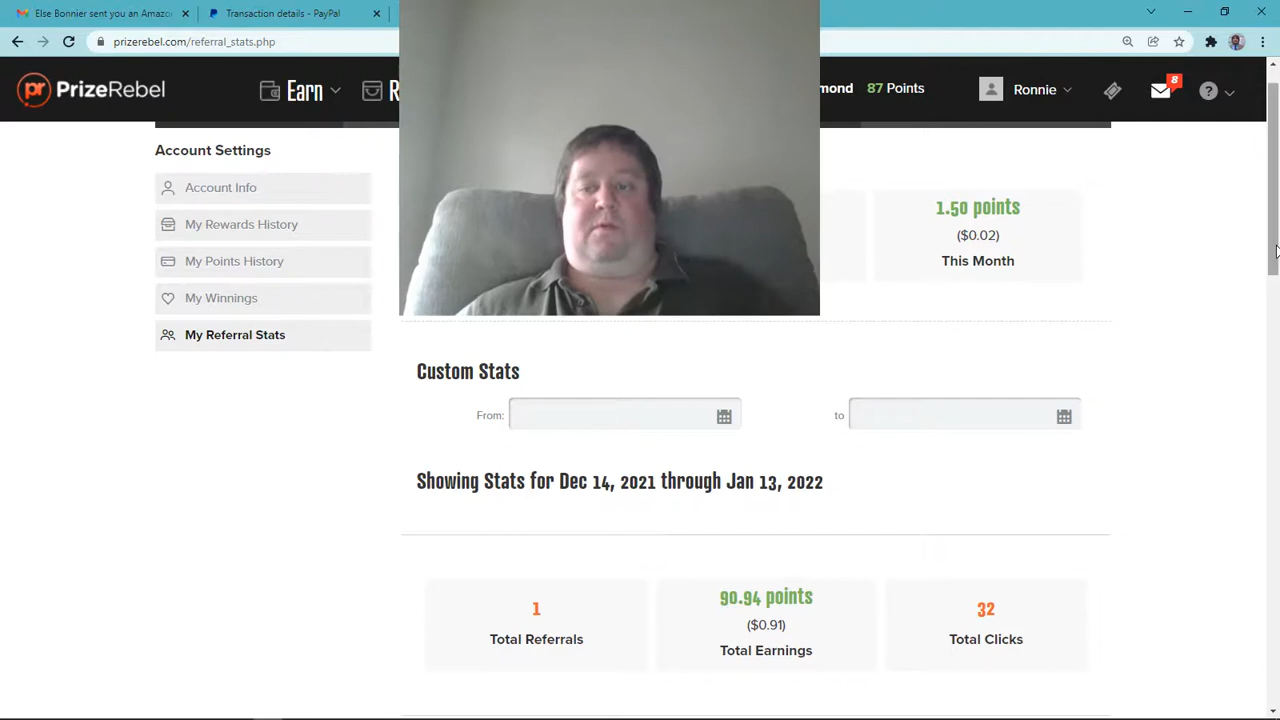 Else Bonnier sent you an Amazo
Transaction details - PayPal
prizerebel.com/referral_stats.php
pr PrizeRebel
Earn
R
mond
87 Points
Ronnie
8
?
Account Settings
Account Info
My Rewards History
My Points History
My Winnings
My Referral Stats
1.50 points
($0.02)
This Month
Custom Stats
From:
to
Showing Stats for Dec 14, 2021 through Jan 13, 2022
1
Total Referrals
90.94 points
($0.91)
Total Earnings
32
Total Clicks